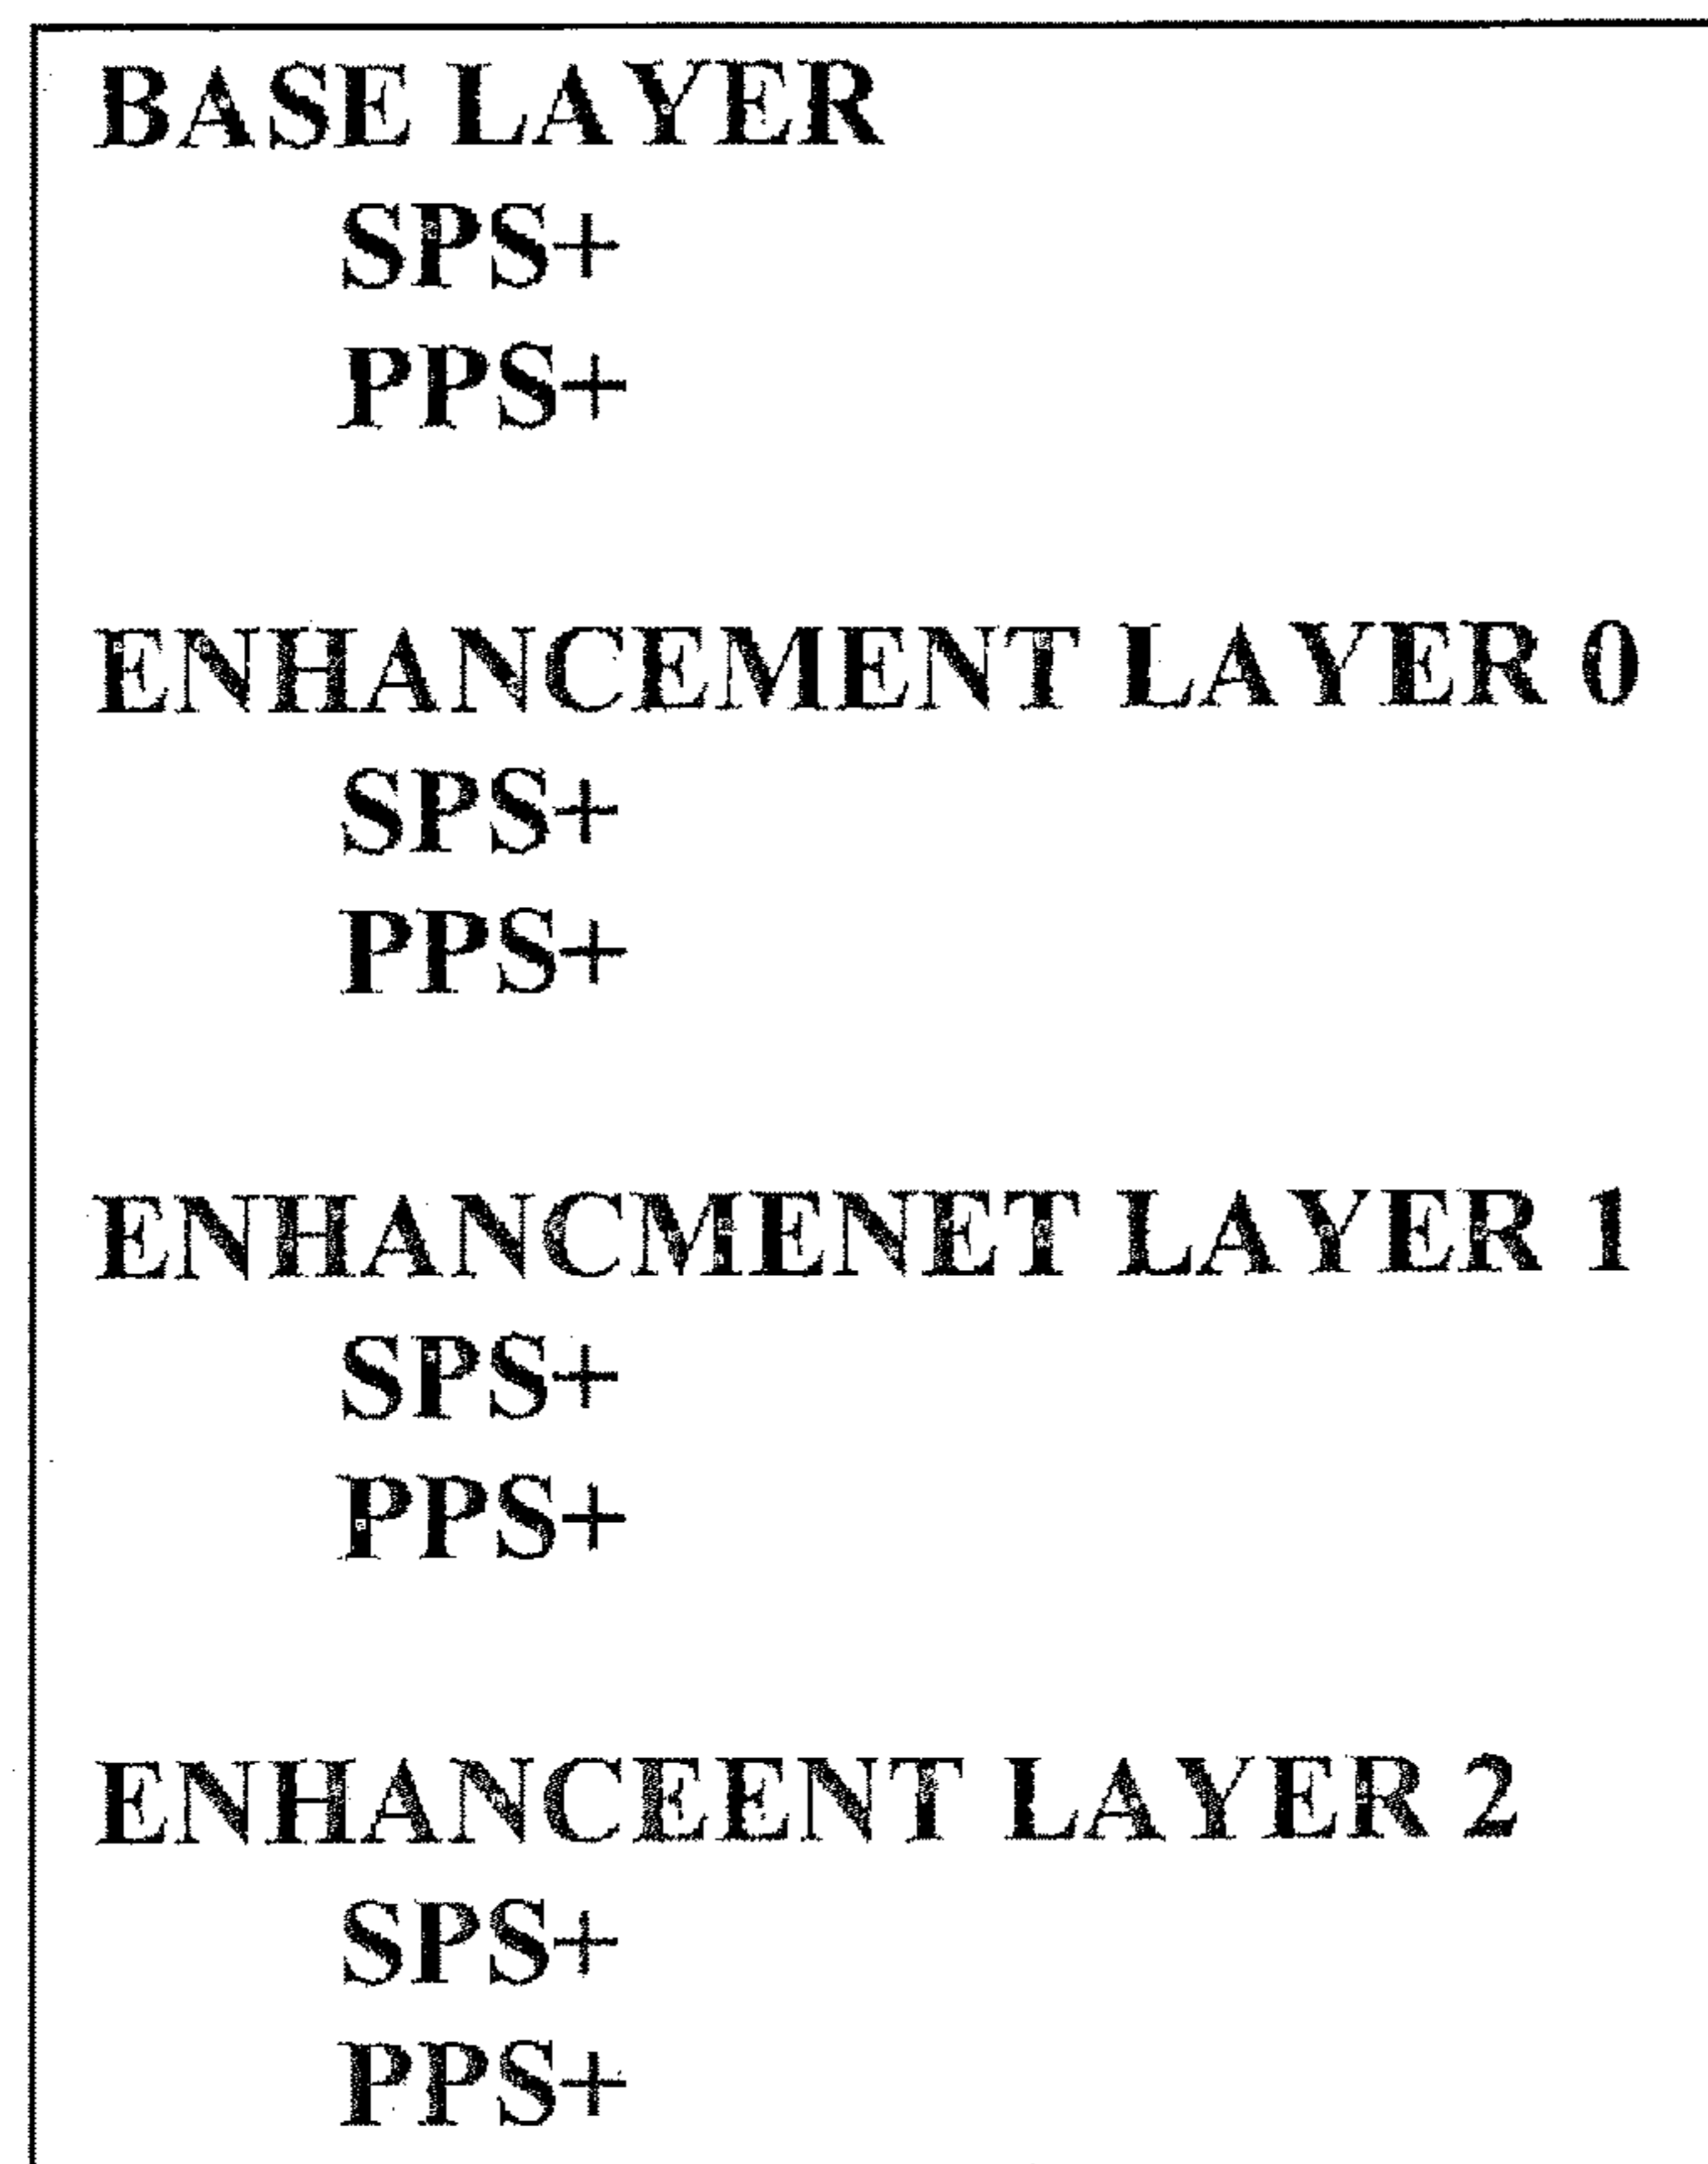 BASE LAYER
SPS+
PPS+
ENHANCEMENT LAYER 0
SPS+
PPS+
ENHANCMENET LAYER 1
SPS+
PPS+
ENHANCEENT LAYER 2
SPS+
PPS+